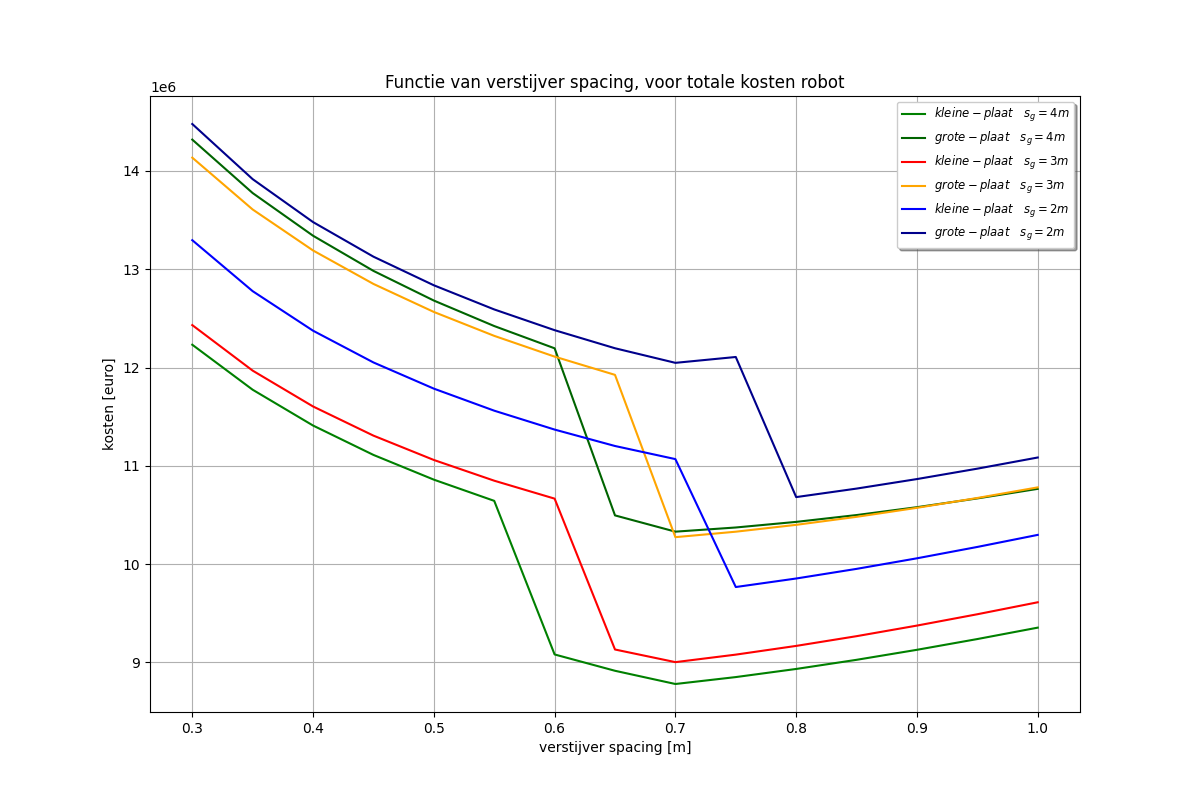 Functie van verstijver spacing, voor totale kosten robot
1e6
14
13
12
11
10
9
kosten [euro]
0.3 0.4 0.5 0.6 0.7 0.8 0.9 1.0
verstijver spacing [m]
kleine − plaat s_g = 4m
grote − plaat s_g = 4m
kleine − plaat s_g = 3m
grote − plaat s_g = 3m
kleine − plaat s_g = 2m
grote − plaat s_g = 2m